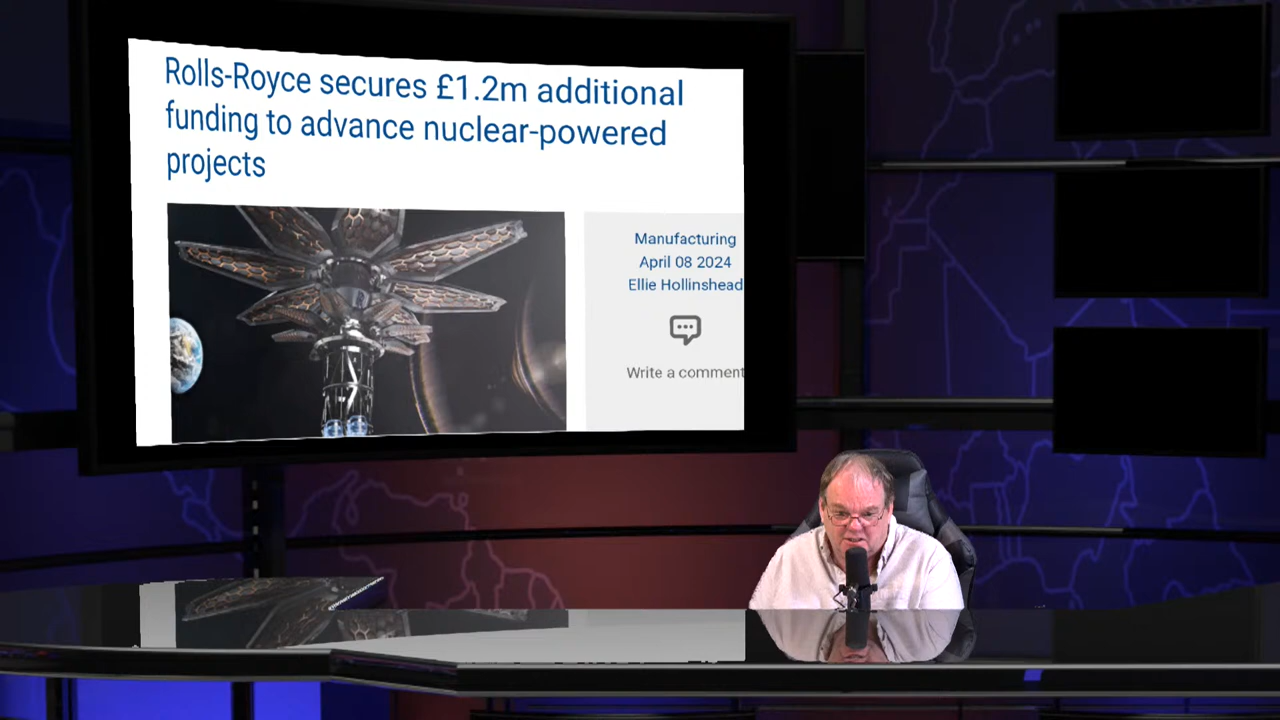 Rolls-Royce secures £1.2m additional
funding to advance nuclear-powered
projects
Manufacturing
April 08 2024
Ellie Hollinshead
Write a comment